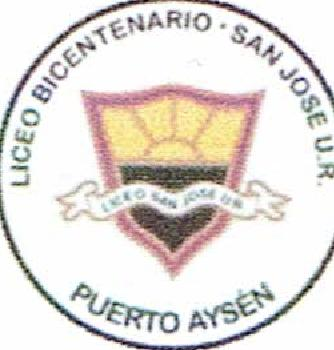 LICEO BICENTENARIO · SAN JOSE U.R.
LICEO SAN JOSE U.R.
PUERTO AYSÉN